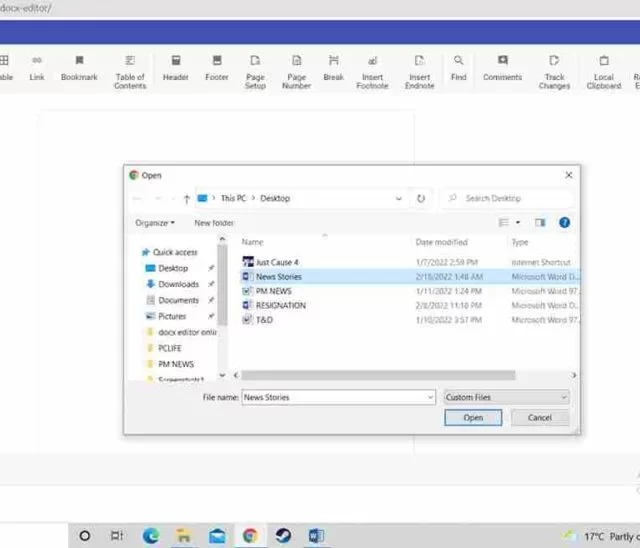 docx-editor/
able Link Bookmark Table of Contents Header Footer Page Setup Page Number Break Insert Footnote Insert Endnote Find Comments Track Changes Local Clipboard
Open
This PC > Desktop
Search Desktop
Organize New folder
Name Date modified Type
Quick access
Desktop
Downloads
Documents
Pictures
docx editor onlin
PCLIFE
PM NEWS
Screenshots1
Just Cause 4 1/7/2022 2:59 PM Internet Shortcut
News Stories 2/18/2022 1:48 AM Microsoft Word D...
PM NEWS 1/11/2022 1:24 PM Microsoft Word 97...
RESIGNATION 2/8/2022 11:18 PM Microsoft Word D...
T&D 1/10/2022 3:57 PM Microsoft Word 97...
File name: News Stories Custom Files
Open Cancel
17°C Partly c